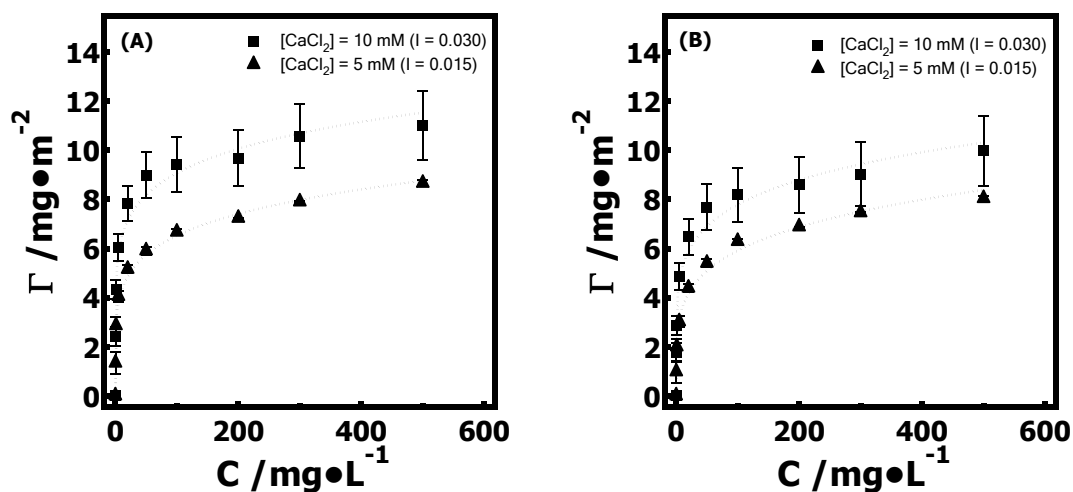 (A)
[CaCl₂] = 10 mM (I = 0.030)
[CaCl₂] = 5 mM (I = 0.015)
14
12
10
8
6
4
2
0
Γ /mg●m⁻²
0 200 400 600
C /mg●L⁻¹
(B)
[CaCl₂] = 10 mM (I = 0.030)
[CaCl₂] = 5 mM (I = 0.015)
14
12
10
8
6
4
2
0
Γ /mg●m⁻²
0 200 400 600
C /mg●L⁻¹